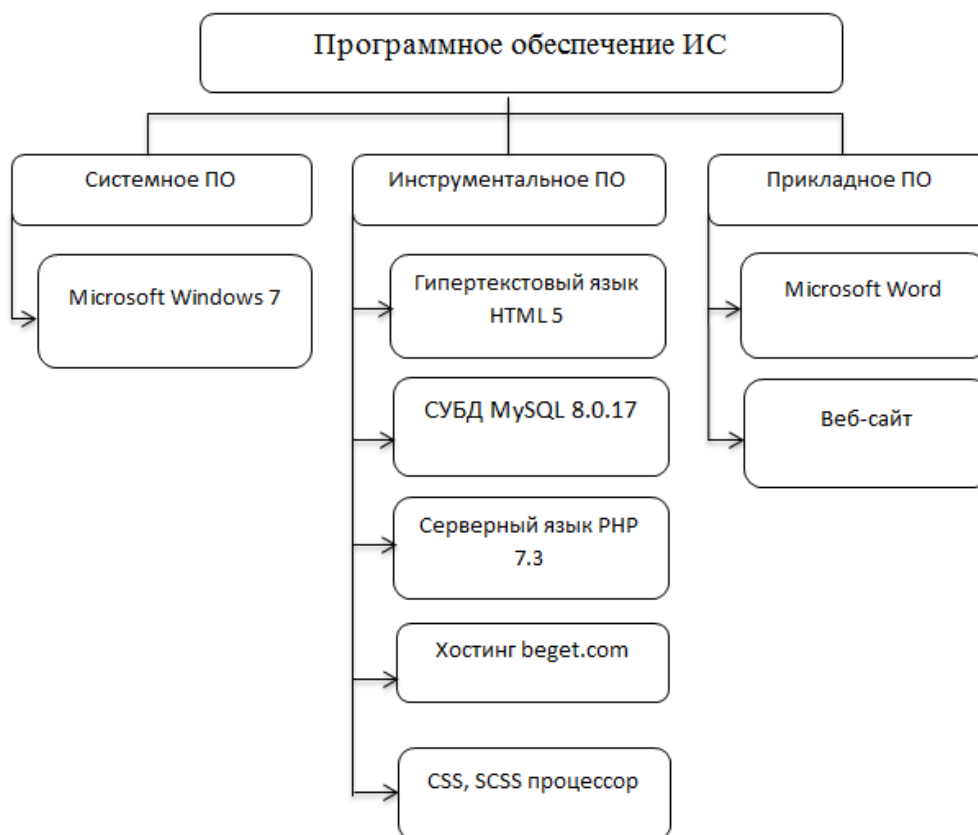 Программное обеспечение ИС
Системное ПО
Инструментальное ПО
Прикладное ПО
Microsoft Windows 7
Гипертекстовый язык
HTML 5
Microsoft Word
СУБД MySQL 8.0.17
Веб-сайт
Серверный язык PHP
7.3
Хостинг beget.com
CSS, SCSS процессор